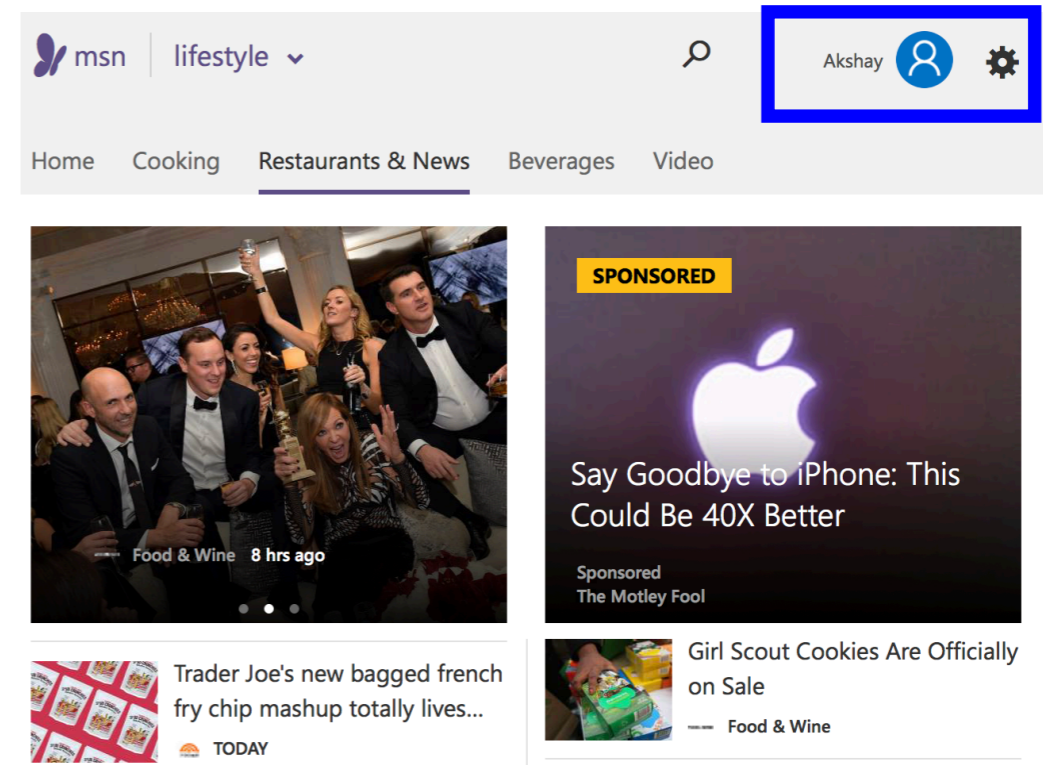 msn
lifestyle
Akshay
Home Cooking Restaurants & News Beverages Video
Food & Wine 8 hrs ago
SPONSORED
Say Goodbye to iPhone: This
Could Be 40X Better
Sponsored
The Motley Fool
Trader Joe's new bagged french
fry chip mashup totally lives...
TODAY
Girl Scout Cookies Are Officially
on Sale
Food & Wine